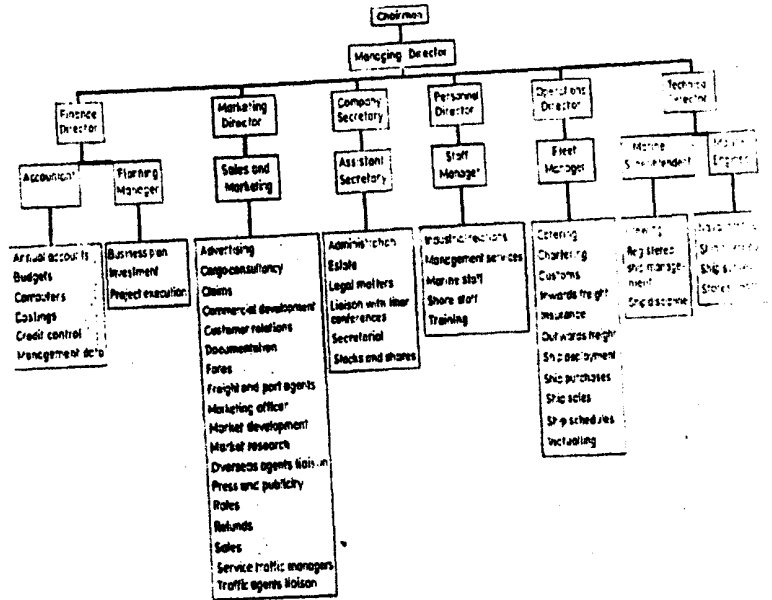 Chairman
Managing Director
Finance
Director
Marketing
Director
Company
Secretary
Personnel
Director
Operations
Director
Technical
Director
Accountant
Planning
Manager
Sales and
Marketing
Assistant
Secretary
Staff
Manager
Fleet
Manager
Marine
Superintendent
Annual accounts
Budgets
Computers
Costings
Credit control
Management data
Business plan
Investment
Project execution
Advertising
Cargo consultancy
Claims
Commercial development
Customer relations
Documentation
Fares
Freight and port agents
Marketing officer
Market development
Market research
Overseas agents liaison
Press and publicity
Rates
Refunds
Sales
Service traffic managers
Traffic agents liaison
Administration
Estate
Legal matters
Liaison with liner
conferences
Secretarial
Stocks and shares
Industrial relations
Management services
Marine staff
Shore staff
Training
Catering
Chartering
Customs
Inwards freight
Insurance
Outwards freight
Ship deployment
Ship purchases
Ship sales
Ship schedules
Victualling
Registered
ship manage-
ment